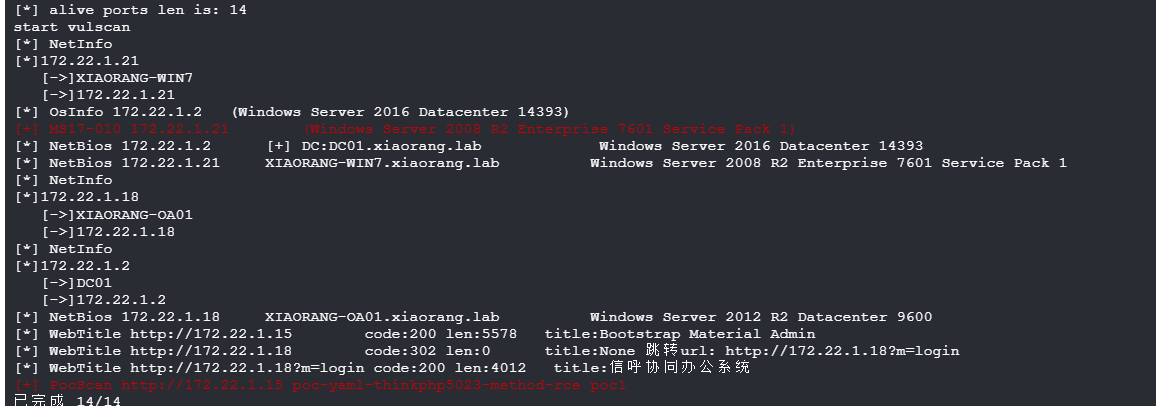 [*] alive ports len is: 14
start vulscan
[*] NetInfo
[*]172.22.1.21
[->]XIAORANG-WIN7
[->]172.22.1.21
[*] OsInfo 172.22.1.2 (Windows Server 2016 Datacenter 14393)
[+] MS17-010 172.22.1.21 (Windows Server 2008 R2 Enterprise 7601 Service Pack 1)
[*] NetBios 172.22.1.2 [+] DC:DC01.xiaorang.lab Windows Server 2016 Datacenter 14393
[*] NetBios 172.22.1.21 XIAORANG-WIN7.xiaorang.lab Windows Server 2008 R2 Enterprise 7601 Service Pack 1
[*] NetInfo
[*]172.22.1.18
[->]XIAORANG-OA01
[->]172.22.1.18
[*] NetInfo
[*]172.22.1.2
[->]DC01
[->]172.22.1.2
[*] NetBios 172.22.1.18 XIAORANG-OA01.xiaorang.lab Windows Server 2012 R2 Datacenter 9600
[*] WebTitle http://172.22.1.15 code:200 len:5578 title:Bootstrap Material Admin
[*] WebTitle http://172.22.1.18 code:302 len:0 title:None 跳转url: http://172.22.1.18?m=login
[*] WebTitle http://172.22.1.18?m=login code:200 len:4012 title:信呼协同办公系统
[+] PocScan http://172.22.1.15 poc-yaml-thinkphp5023-method-rce poc1
已完成 14/14